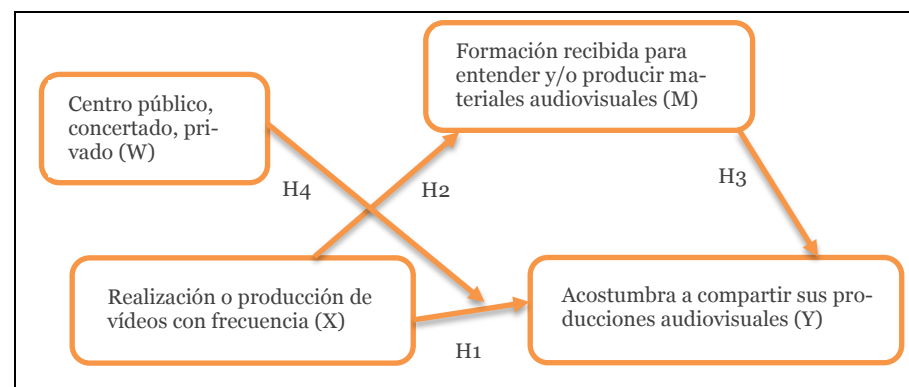 Formación recibida para
entender y/o producir ma-
teriales audiovisuales (M)
Centro público,
concertado, pri-
vado (W)
H4
H2
H3
Realización o producción de
vídeos con frecuencia (X)
H1
Acostumbra a compartir sus pro-
ducciones audiovisuales (Y)